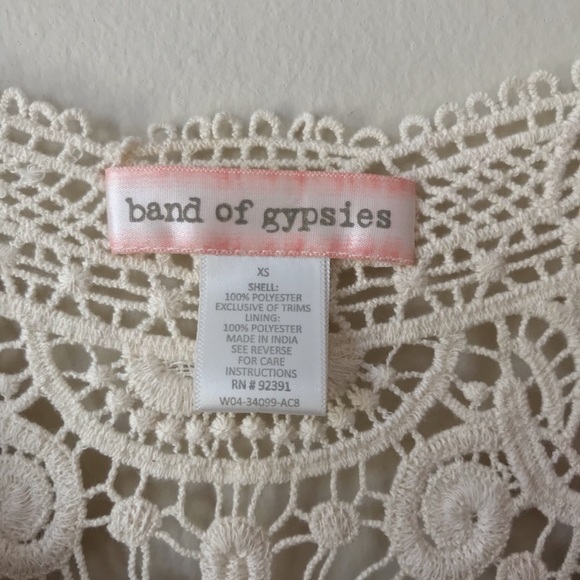 band of gypsies
XS
SHELL:
100% POLYESTER
EXCLUSIVE OF TRIMS
LINING:
100% POLYESTER
MADE IN INDIA
SEE REVERSE
FOR CARE
INSTRUCTIONS
RN # 92391
W04-34099-AC8